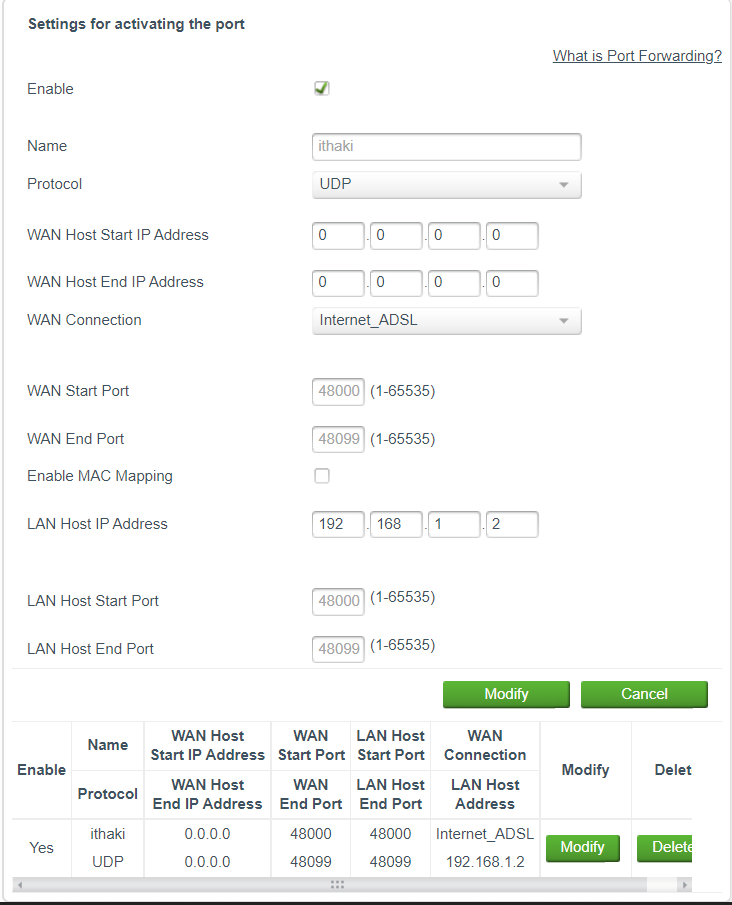 Settings for activating the port
What is Port Forwarding?
Enable
Name ithaki
Protocol UDP
WAN Host Start IP Address 0 . 0 . 0 . 0
WAN Host End IP Address 0 . 0 . 0 . 0
WAN Connection Internet_ADSL
WAN Start Port 48000 (1-65535)
WAN End Port 48099 (1-65535)
Enable MAC Mapping
LAN Host IP Address 192 . 168 . 1 . 2
LAN Host Start Port 48000 (1-65535)
LAN Host End Port 48099 (1-65535)
Modify Cancel
Enable
Name
Protocol
WAN Host
Start IP Address
WAN Host
End IP Address
WAN
Start Port
WAN
End Port
LAN Host
Start Port
LAN Host
End Port
WAN
Connection
LAN Host
Address
Modify
Delet
Yes
ithaki 0.0.0.0 48000 48000 Internet_ADSL
UDP 0.0.0.0 48099 48099 192.168.1.2
Modify
Delete